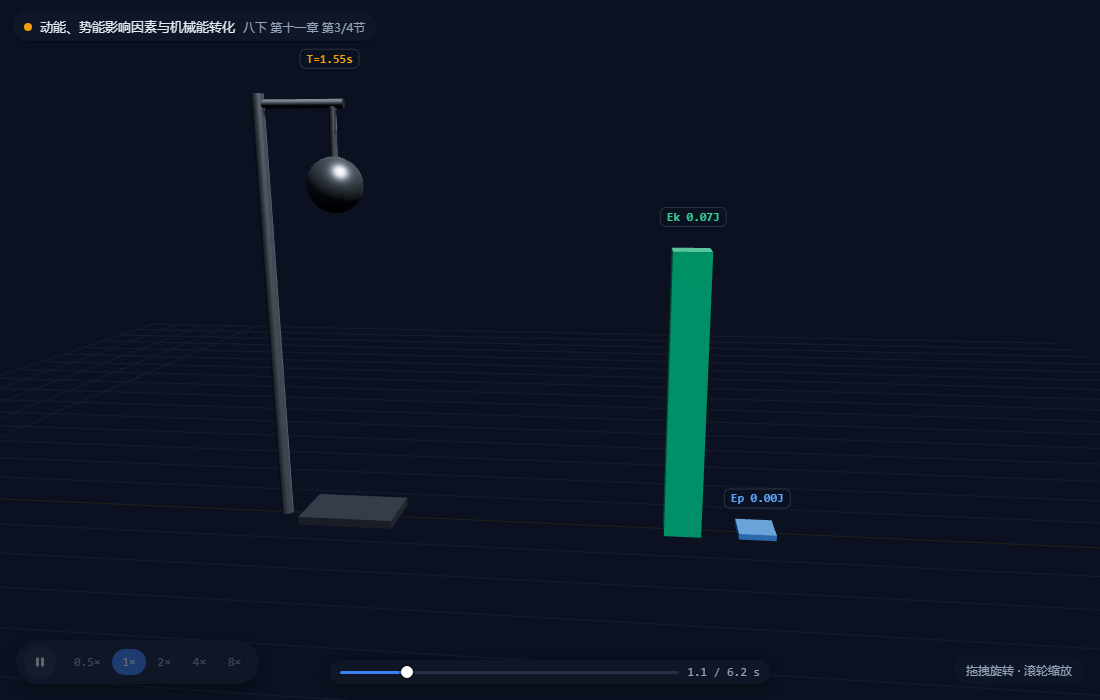 动能、势能影响因素与机械能转化 八下 第十一章 第3/4节
T=1.55s
Ek 0.07J
Ep 0.00J
0.5× 1× 2× 4× 8×
1.1 / 6.2 s
拖拽旋转 · 滚轮缩放